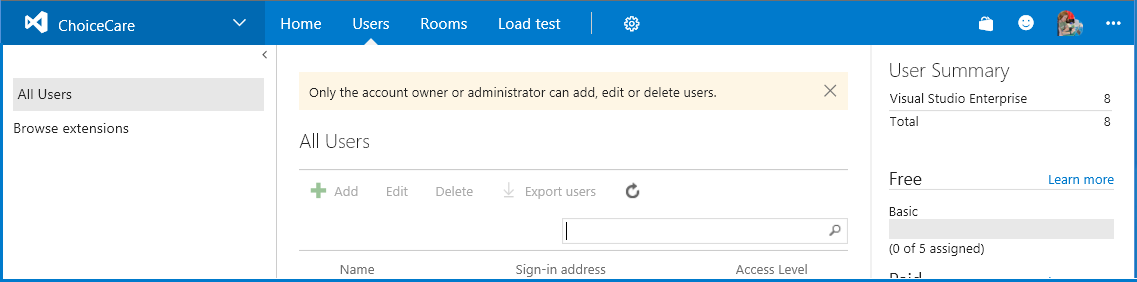 ChoiceCare
Home Users Rooms Load test
All Users
Browse extensions
Only the account owner or administrator can add, edit or delete users.
All Users
Add Edit Delete Export users
Name Sign-in address Access Level
User Summary
Visual Studio Enterprise 8
Total 8
Free Learn more
Basic
(0 of 5 assigned)
Paid